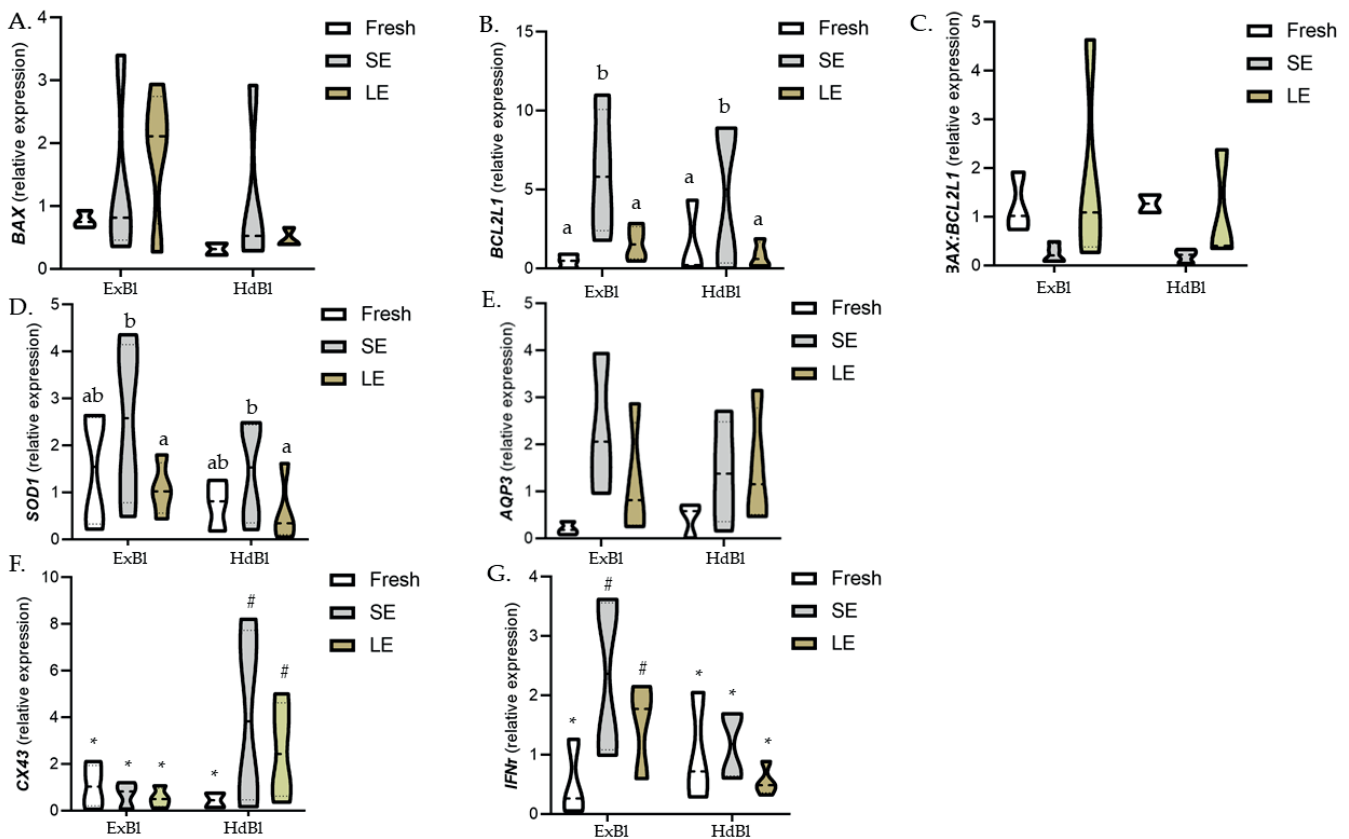 A.
BAX (relative expression)
4
3
2
1
0
ExBl
HdBl
Fresh
SE
LE
B.
BCL2L1 (relative expression)
15
10
5
0
a
b
a
a
b
a
ExBl
HdBl
Fresh
SE
LE
C.
BAX:BCL2L1 (relative expression)
5
4
3
2
1
0
ExBl
HdBl
Fresh
SE
LE
D.
SOD1 (relative expression)
5
4
3
2
1
0
ab
b
a
ab
b
a
ExBl
HdBl
Fresh
SE
LE
E.
AQP3 (relative expression)
5
4
3
2
1
0
ExBl
HdBl
Fresh
SE
LE
F.
CX43 (relative expression)
10
8
6
4
2
0
*
*
*
*
#
#
ExBl
HdBl
Fresh
SE
LE
G.
IFNτ (relative expression)
4
3
2
1
0
*
#
#
*
*
*
ExBl
HdBl
Fresh
SE
LE